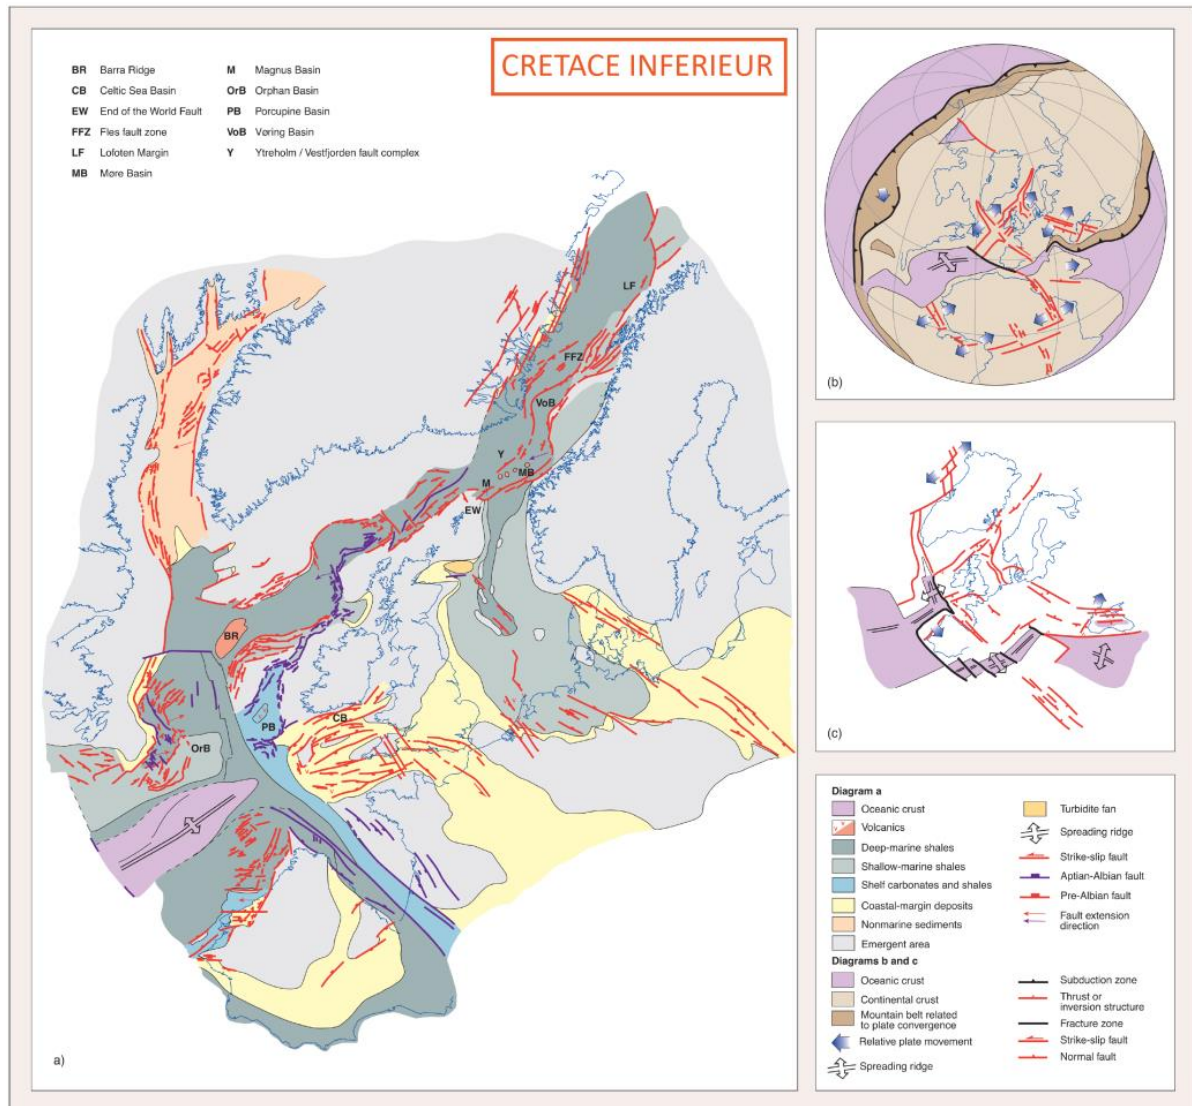 CRETACE INFERIEUR
BR Barra Ridge
CB Celtic Sea Basin
EW End of the World Fault
FFZ Fles fault zone
LF Lofoten Margin
MB Møre Basin
M Magnus Basin
OrB Orphan Basin
PB Porcupine Basin
VoB Vøring Basin
Y Ytreholm / Vestfjorden fault complex
LF
FFZ
VoB
Y
MB
M
EW
BR
PB
CB
OrB
a)
(b)
(c)
Diagram a
Oceanic crust
Volcanics
Deep-marine shales
Shallow-marine shales
Shelf carbonates and shales
Coastal-margin deposits
Nonmarine sediments
Emergent area
Turbidite fan
Spreading ridge
Strike-slip fault
Aptian-Albian fault
Pre-Albian fault
Fault extension
direction
Diagrams b and c
Oceanic crust
Continental crust
Mountain belt related
to plate convergence
Relative plate movement
Spreading ridge
Subduction zone
Thrust or
inversion structure
Fracture zone
Strike-slip fault
Normal fault